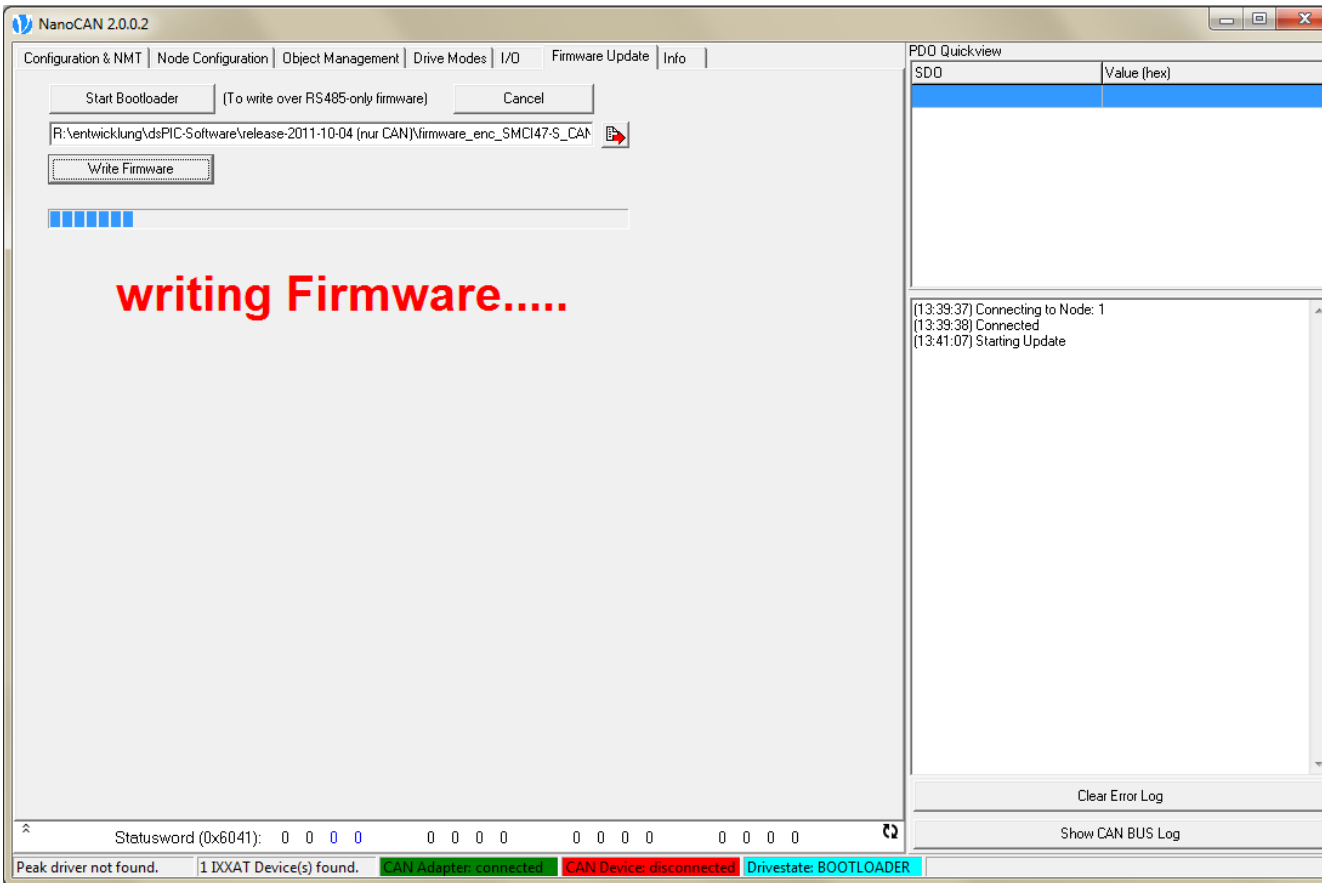 NanoCAN 2.0.0.2
Configuration & NMT Node Configuration Object Management Drive Modes I/O Firmware Update Info
Start Bootloader (To write over RS485-only firmware) Cancel
R:\entwicklung\dsPIC-Software\release-2011-10-04 (nur CAN)\firmware_enc_SMCI47-S_CAN
Write Firmware
writing Firmware.....
PDO Quickview
SDO Value (hex)
(13:39:37) Connecting to Node: 1
(13:39:38) Connected
(13:41:07) Starting Update
Clear Error Log
Show CAN BUS Log
Statusword (0x6041): 0 0 0 0 0 0 0 0 0 0 0 0 0 0 0 0
Peak driver not found. 1 IXXAT Device(s) found. CAN Adapter: connected CAN Device: disconnected Drivestate: BOOTLOADER